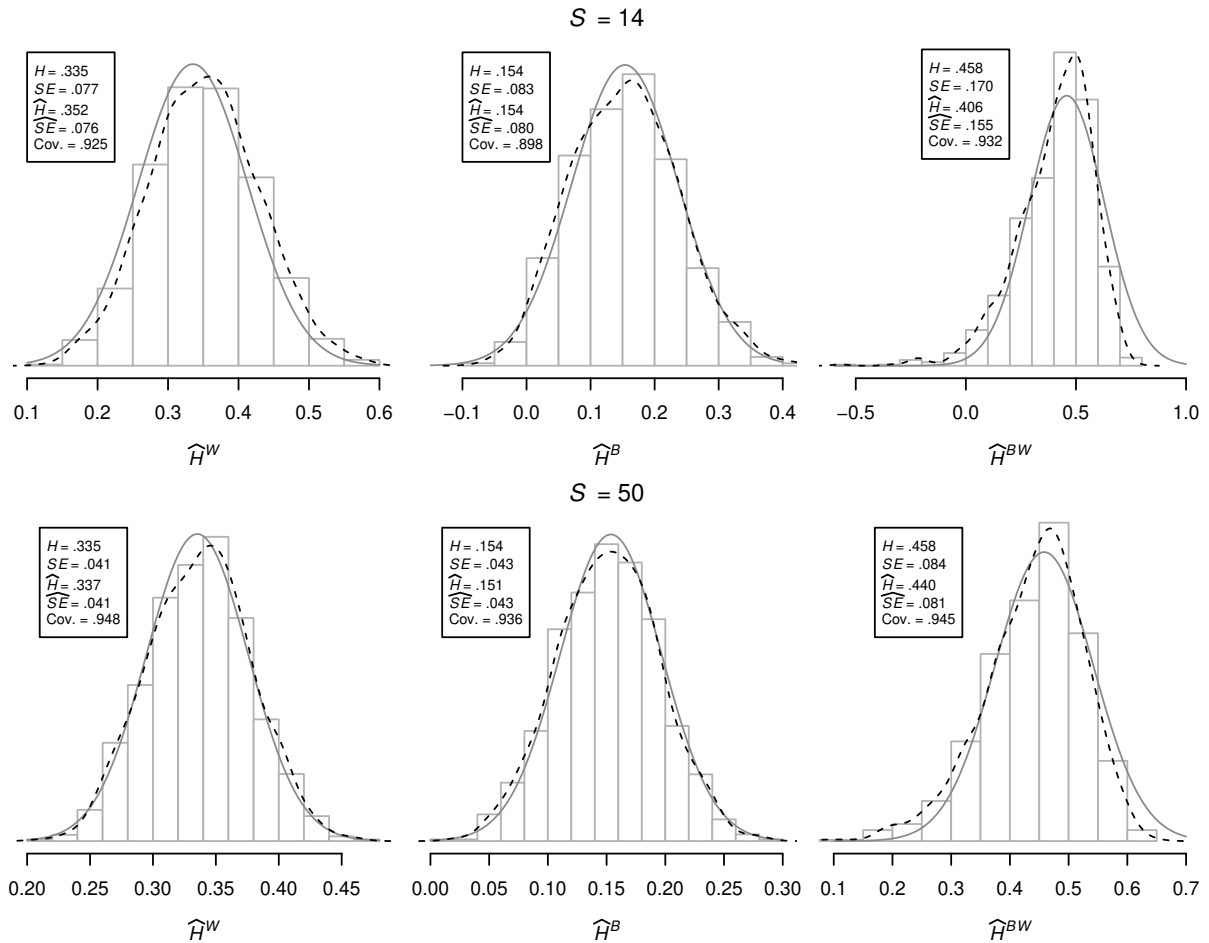 S = 14
H = .335
SE = .077
Ĥ = .352
SÊ = .076
Cov. = .925
H = .154
SE = .083
Ĥ = .154
SÊ = .080
Cov. = .898
H = .458
SE = .170
Ĥ = .406
SÊ = .155
Cov. = .932
0.1 0.2 0.3 0.4 0.5 0.6
−0.1 0.0 0.1 0.2 0.3 0.4
−0.5 0.0 0.5 1.0
Ĥ^W
Ĥ^B
Ĥ^BW
S = 50
H = .335
SE = .041
Ĥ = .337
SÊ = .041
Cov. = .948
H = .154
SE = .043
Ĥ = .151
SÊ = .043
Cov. = .936
H = .458
SE = .084
Ĥ = .440
SÊ = .081
Cov. = .945
0.20 0.25 0.30 0.35 0.40 0.45
0.00 0.05 0.10 0.15 0.20 0.25 0.30
0.1 0.2 0.3 0.4 0.5 0.6 0.7
Ĥ^W
Ĥ^B
Ĥ^BW